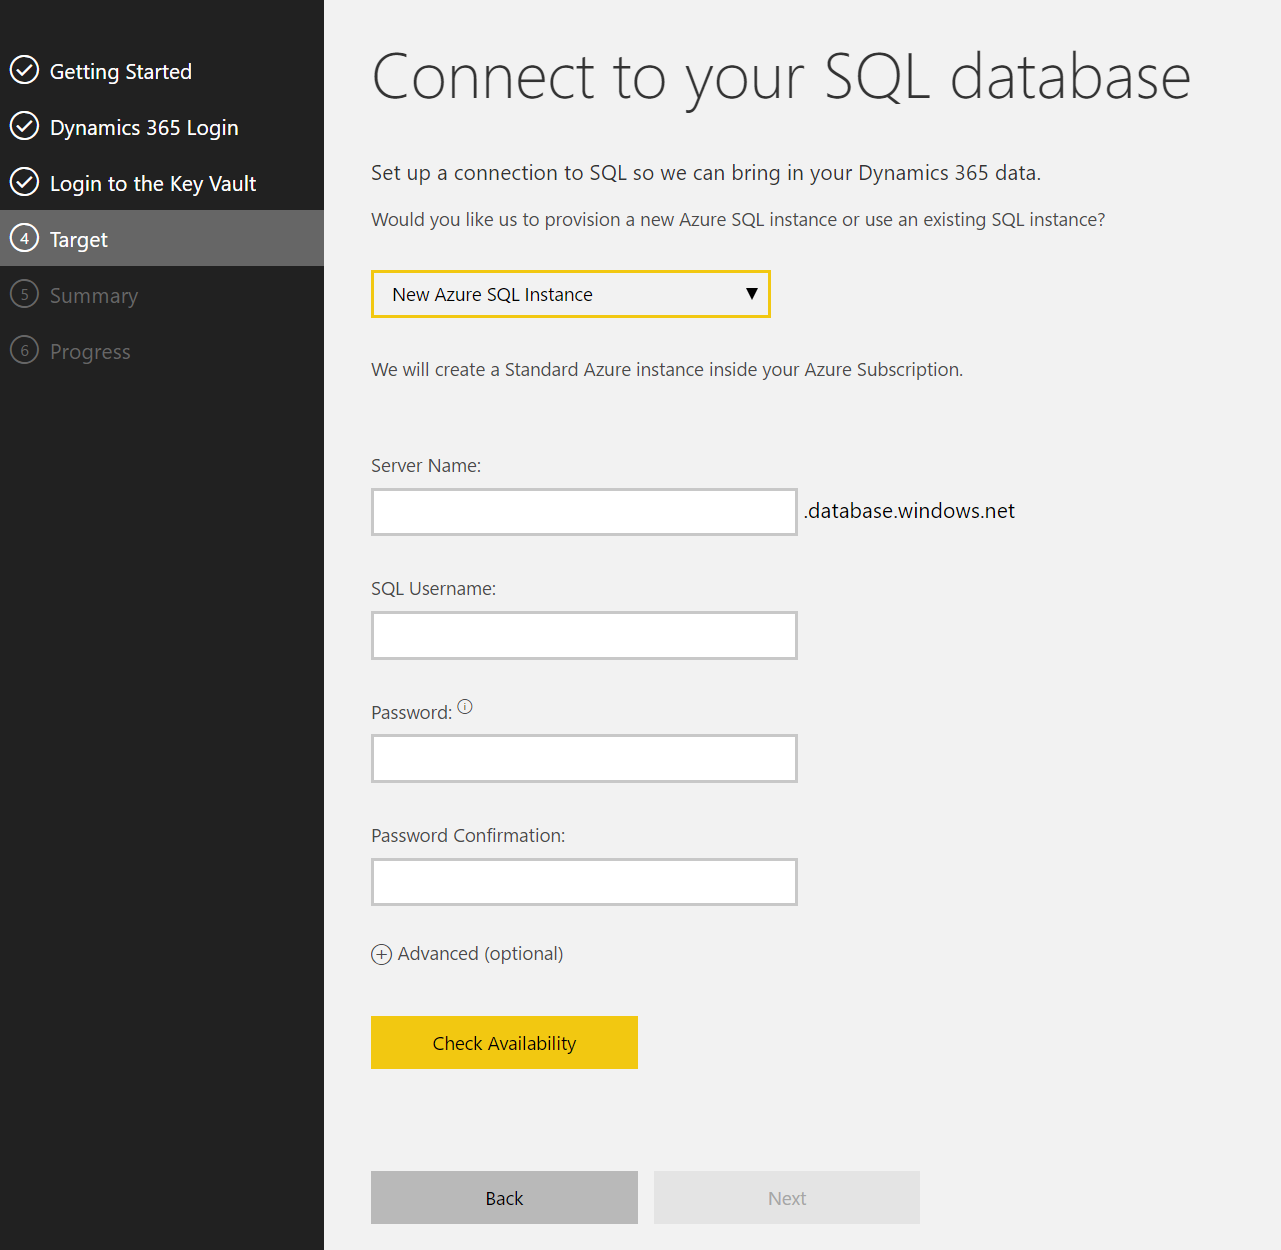 Getting Started
Dynamics 365 Login
Login to the Key Vault
4 Target
5 Summary
6 Progress
Connect to your SQL database
Set up a connection to SQL so we can bring in your Dynamics 365 data.
Would you like us to provision a new Azure SQL instance or use an existing SQL instance?
New Azure SQL Instance
We will create a Standard Azure instance inside your Azure Subscription.
Server Name:
.database.windows.net
SQL Username:
Password:
Password Confirmation:
Advanced (optional)
Check Availability
Back
Next